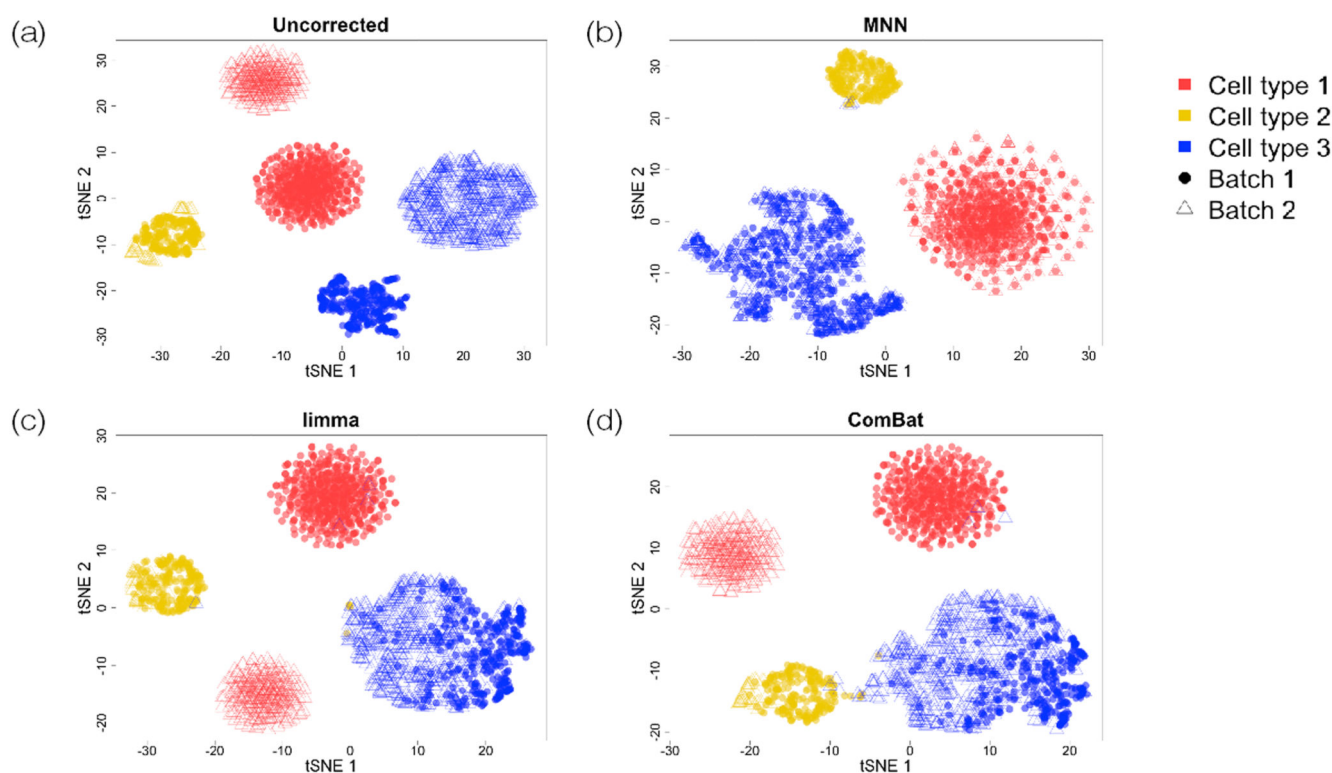 (a)
Uncorrected
30
20
10
0
-10
-20
-30
tSNE 2
-30 -20 -10 0 10 20 30
tSNE 1
(b)
MNN
30
20
10
0
-10
-20
tSNE 2
-30 -20 -10 0 10 20 30
tSNE 1
Cell type 1
Cell type 2
Cell type 3
Batch 1
Batch 2
(c)
limma
30
20
10
0
-10
-20
tSNE 2
-30 -20 -10 0 10 20
tSNE 1
(d)
ComBat
20
10
0
-10
-20
tSNE 2
-30 -20 -10 0 10 20
tSNE 1